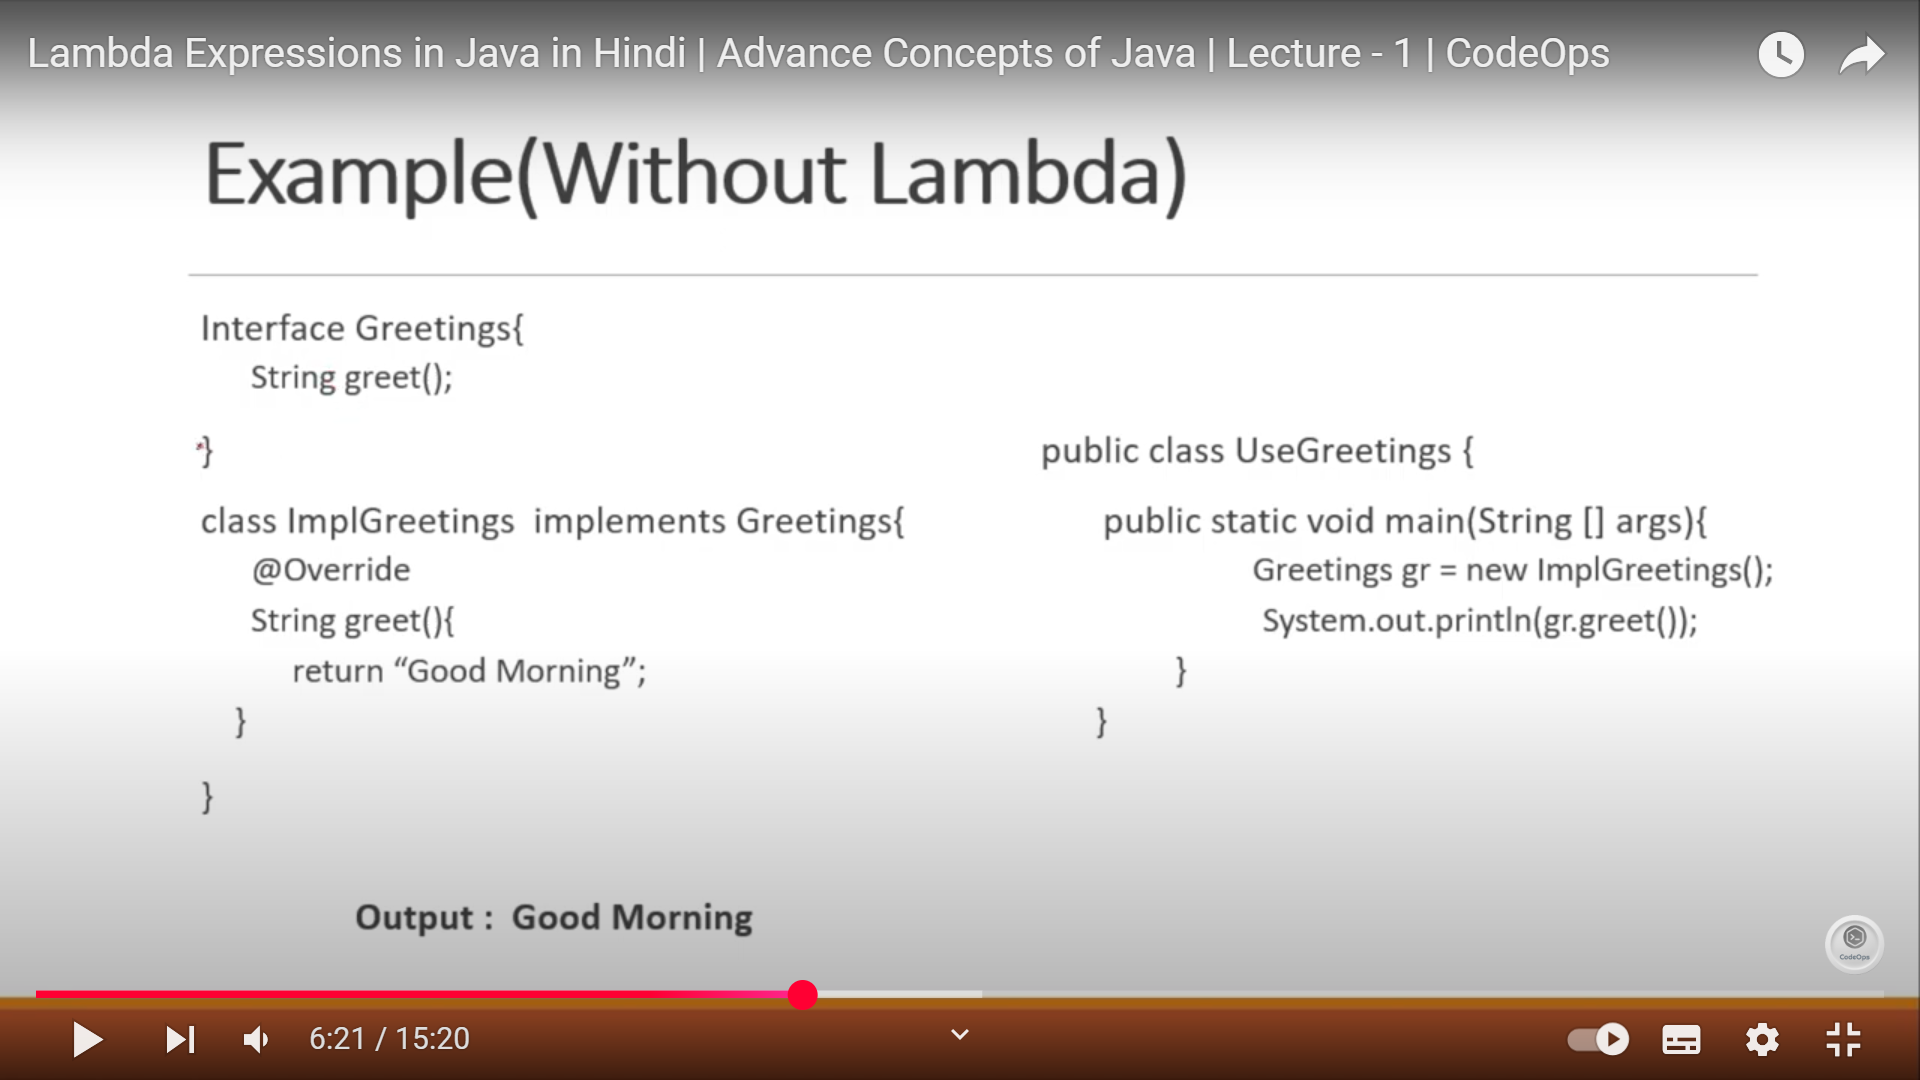 Lambda Expressions in Java in Hindi | Advance Concepts of Java | Lecture - 1 | CodeOps
Example(Without Lambda)
Interface Greetings{
String greet();
}
class ImplGreetings implements Greetings{
@Override
String greet(){
return “Good Morning”;
}
}
public class UseGreetings {
public static void main(String [] args){
Greetings gr = new ImplGreetings();
System.out.println(gr.greet());
}
}
Output : Good Morning
CodeOps
6:21 / 15:20